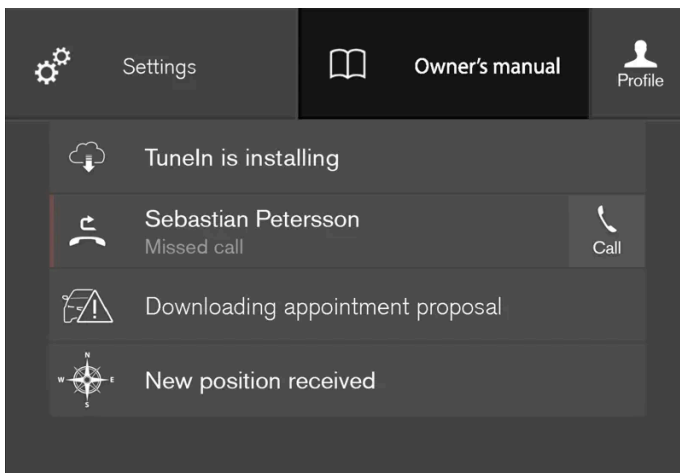 Settings
Owner's manual
Profile
TuneIn is installing
Sebastian Petersson
Missed call
Call
Downloading appointment proposal
N
W E
S
New position received